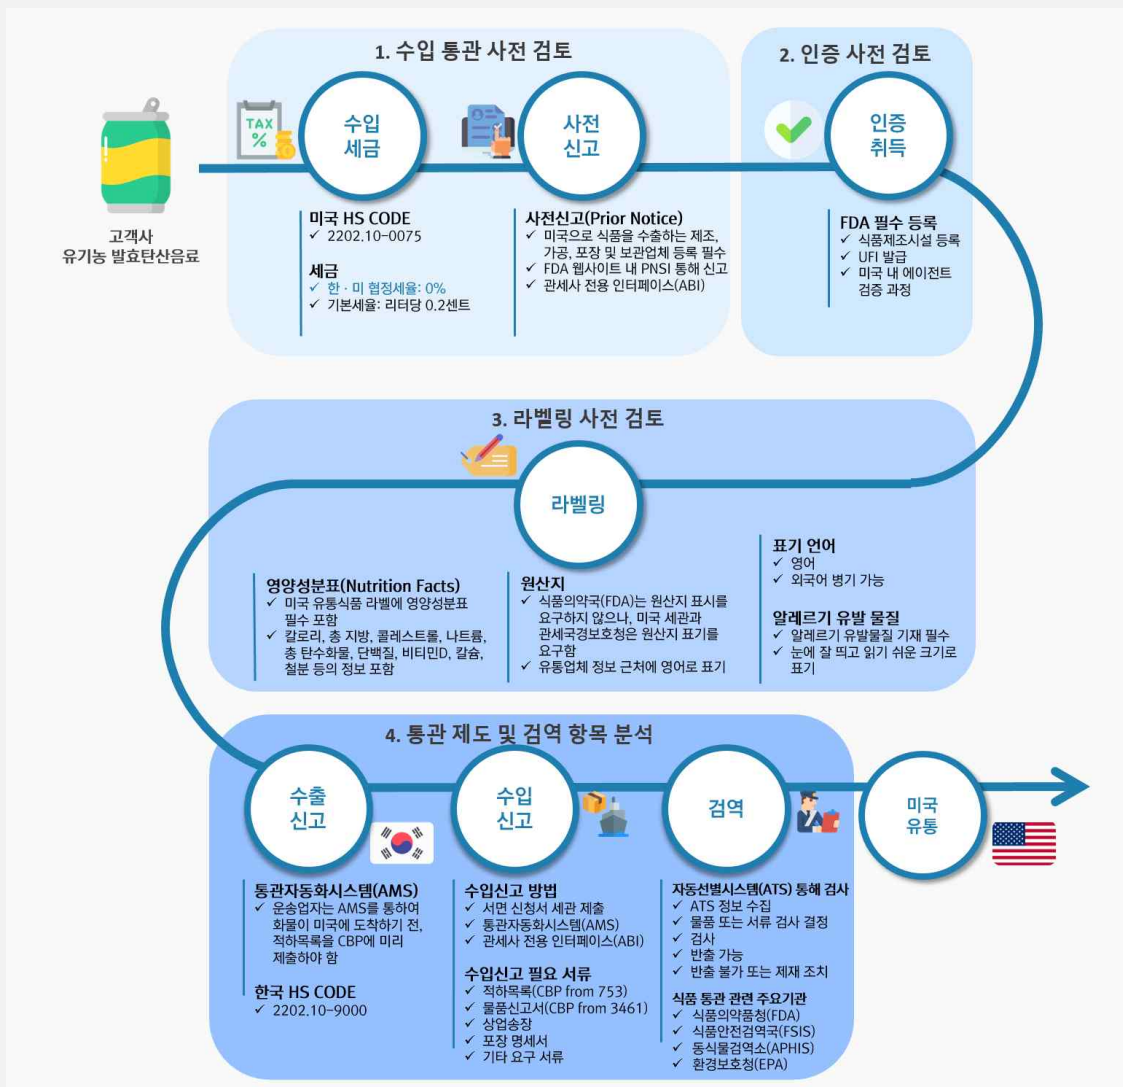 1. 수입 통관 사전 검토
TAX
%
수입
세금
사전
신고
미국 HS CODE
✓ 2202.10-0075
세금
✓ 한 · 미 협정세율: 0%
✓ 기본세율: 리터당 0.2센트
사전신고(Prior Notice)
✓ 미국으로 식품을 수출하는 제조,
가공, 포장 및 보관업체 등록 필수
✓ FDA 웹사이트 내 PNSI 통해 신고
✓ 관세사 전용 인터페이스(ABI)
2. 인증 사전 검토
인증
취득
FDA 필수 등록
✓ 식품제조시설 등록
✓ UFI 발급
✓ 미국 내 에이전트
검증 과정
고객사
유기농 발효탄산음료
3. 라벨링 사전 검토
라벨링
영양성분표(Nutrition Facts)
✓ 미국 유통식품 라벨에 영양성분표
필수 포함
✓ 칼로리, 총 지방, 콜레스트롤, 나트륨,
총 탄수화물, 단백질, 비티민D, 칼슘,
철분 등의 정보 포함
원산지
✓ 식품의약국(FDA)는 원산지 표시를
요구하지 않으나, 미국 세관과
관세국경보호청은 원산지 표기를
요구함
✓ 유통업체 정보 근처에 영어로 표기
표기 언어
✓ 영어
✓ 외국어 병기 가능
알레르기 유발 물질
✓ 알레르기 유발물질 기재 필수
✓ 눈에 잘 띄고 읽기 쉬운 크기로
표기
4. 통관 제도 및 검역 항목 분석
수출
신고
수입
신고
검역
미국
유통
통관자동화시스템(AMS)
✓ 운송업자는 AMS를 통하여
화물이 미국에 도착하기 전,
적하목록을 CBP에 미리
제출하야 함
한국 HS CODE
✓ 2202.10-9000
수입신고 방법
✓ 서면 신청서 세관 제출
✓ 통관자동화시스템(AMS)
✓ 관세사 전용 인터페이스(ABI)
수입신고 필요 서류
✓ 적하목록(CBP from 753)
✓ 물품신고서(CBP from 3461)
✓ 상업송장
✓ 포장 명세서
✓ 기타 요구 서류
자동선별시스템(ATS) 통해 검사
✓ ATS 정보 수집
✓ 물품 또는 서류 검사 결정
✓ 검사
✓ 반출 가능
✓ 반출 불가 또는 제재 조치
식품 통관 관련 주요기관
✓ 식품의약품청(FDA)
✓ 식품안전검역국(FSIS)
✓ 동식물검역소(APHIS)
✓ 환경보호청(EPA)